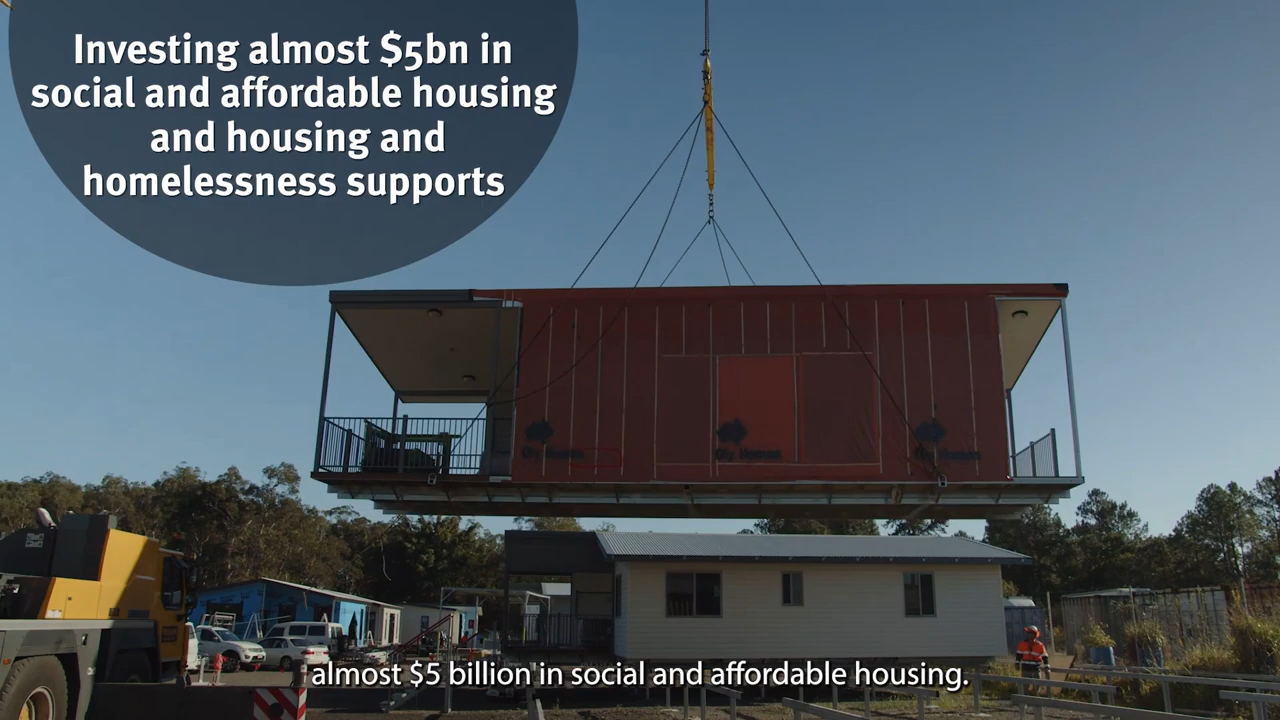 Investing almost $5bn in
social and affordable housing
and housing and
homelessness supports
almost $5 billion in social and affordable housing.